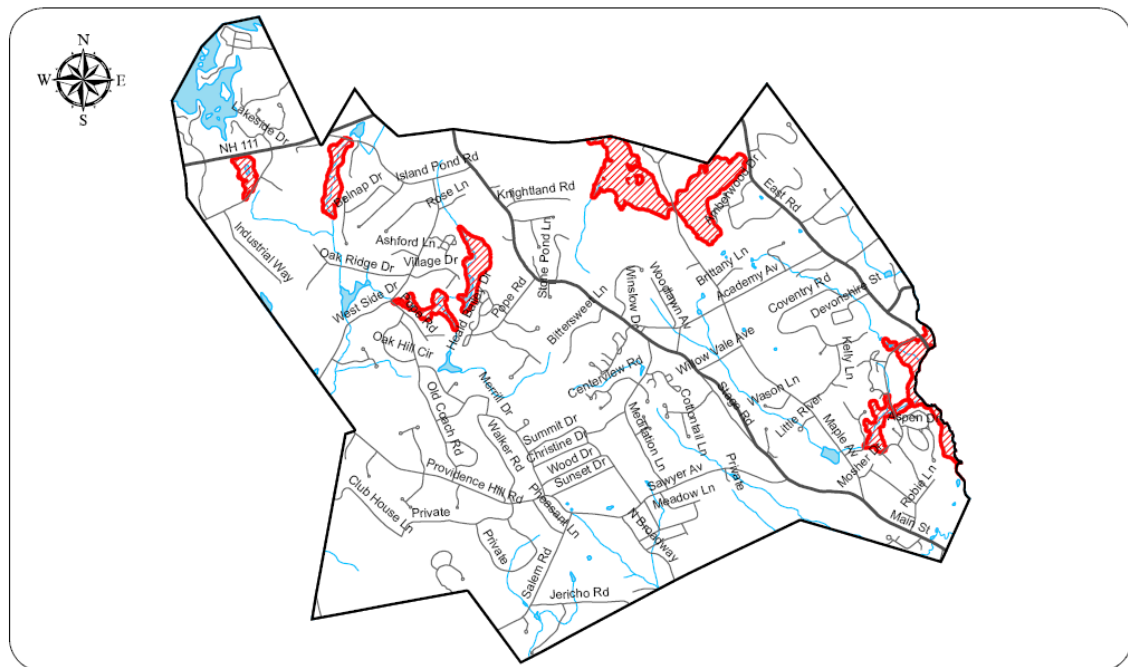 N
W E
S
Lakeside Dr
NH 111
Island Pond Rd
Belnap Dr
Rose Ln
Knightland Rd
Amberwood Dr
East Rd
Industrial Way
Ashford Ln
Village Dr
Oak Ridge Dr
Stone Pond Ln
West Side Dr
Pope Rd
Brittany Ln
Academy Av
Winslow Dr
Woodlawn Av
Coventry Rd
Devonshire St
Bittersweet Ln
Oak Hill Cir
Kelly Ln
Willow Vale Ave
Centerview Rd
Merrill Dr
Old Coach Rd
Walker Rd
Stage Rd
Wason Ln
Cottontail Ln
Little River
Maple Av
Aspen Dr
Summit Dr
Christine Dr
Meditation Ln
Wood Dr
Sunset Dr
Sawyer Av
Private
Mosher
Providence Hill Rd
Noble Ln
Club House Ln
Private
Pheasant Ln
Meadow Ln
Main St
N Broadway
Private
Salem Rd
Jericho Rd